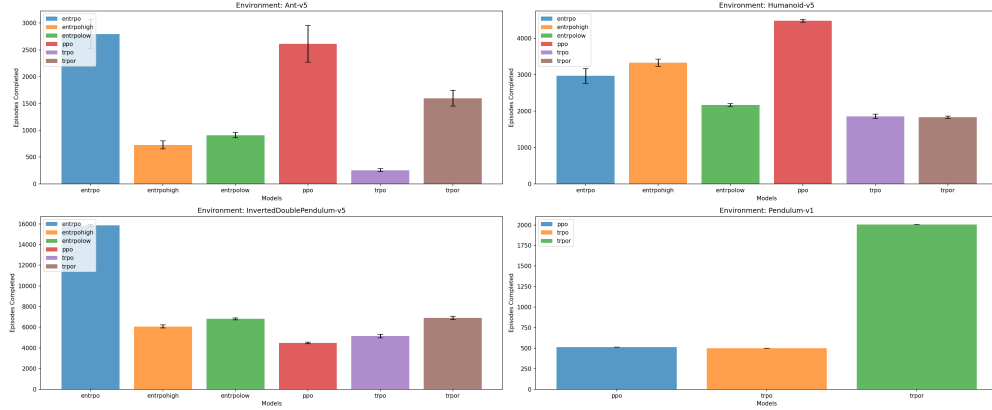 Environment: Ant-v5
Episodes Completed
3000
2500
2000
1500
1000
500
0
entrpo
entrpohigh
entrpolow
ppo
trpo
trpor
entrpo
entrpohigh
entrpolow
ppo
trpo
trpor
Models
Environment: Humanoid-v5
Episodes Completed
4000
3000
2000
1000
0
entrpo
entrpohigh
entrpolow
ppo
trpo
trpor
entrpo
entrpohigh
entrpolow
ppo
trpo
trpor
Models
Environment: InvertedDoublePendulum-v5
Episodes Completed
16000
14000
12000
10000
8000
6000
4000
2000
0
entrpo
entrpohigh
entrpolow
ppo
trpo
trpor
entrpo
entrpohigh
entrpolow
ppo
trpo
trpor
Models
Environment: Pendulum-v1
Episodes Completed
2000
1750
1500
1250
1000
750
500
250
0
ppo
trpo
trpor
ppo
trpo
trpor
Models